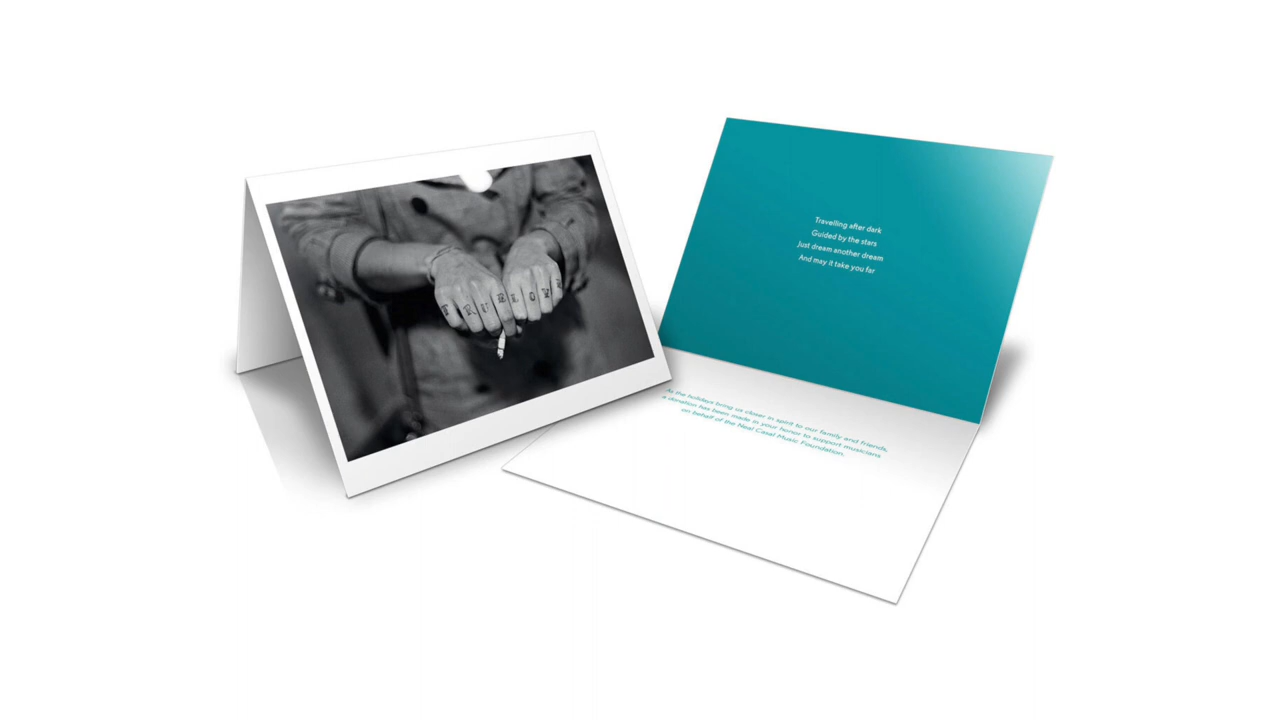 TRUE LOVE
Travelling after dark
Guided by the stars
Just dream another dream
And may it take you far
As the holidays bring us closer in spirit to our family and friends,
a donation has been made in your honor to support musicians
on behalf of the Neal Casal Music Foundation.